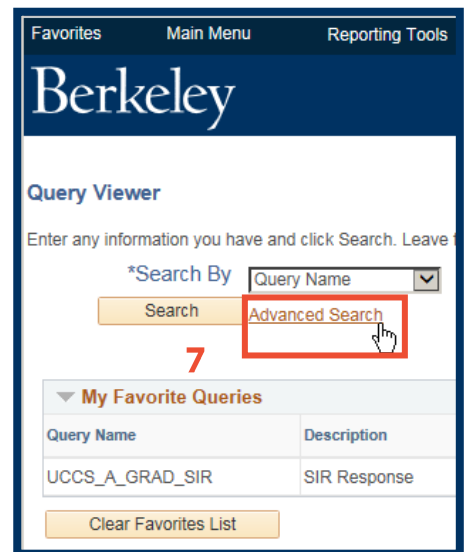 Favorites Main Menu Reporting Tools
Berkeley
Query Viewer
Enter any information you have and click Search. Leave
*Search By Query Name
Search Advanced Search
7
My Favorite Queries
Query Name Description
UCCS_A_GRAD_SIR SIR Response
Clear Favorites List